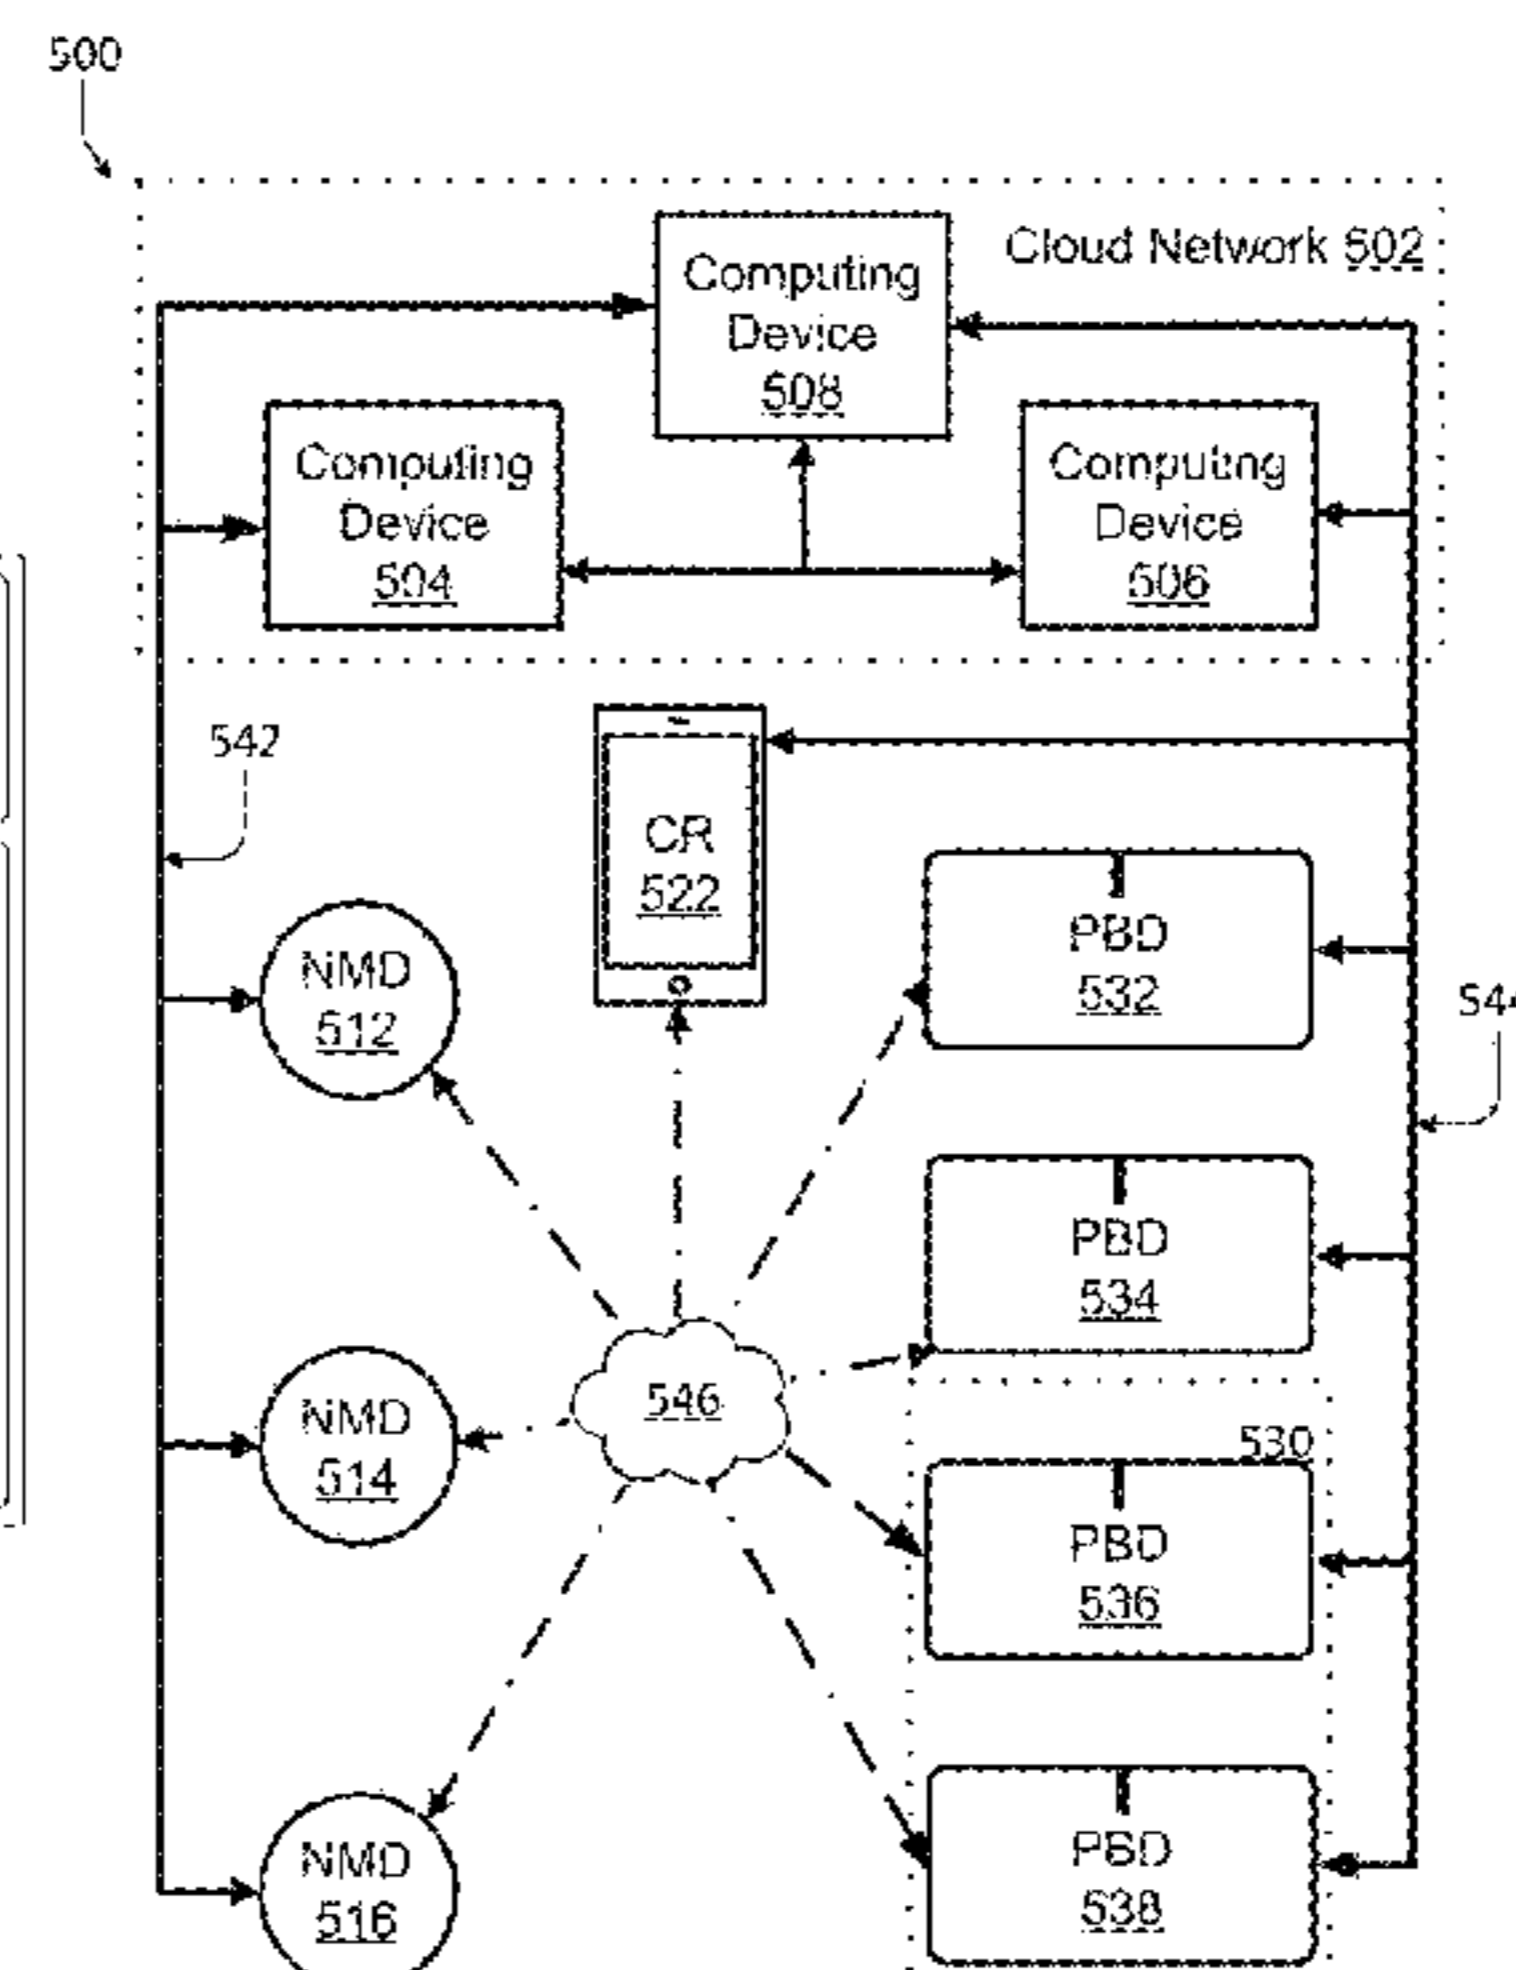 500
Cloud Network 502
Computing
Device
508
Computing
Device
504
Computing
Device
506
542
CR
522
PBD
532
NMD
512
PBD
534
546
NMD
514
530
PBD
536
NMD
516
PBD
538